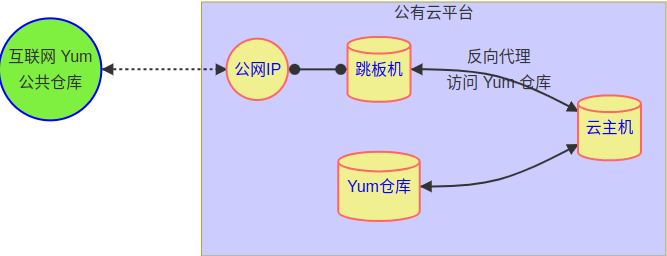 公有云平台
互联网 Yum
公共仓库
公网IP
跳板机
反向代理
访问 Yum 仓库
云主机
Yum仓库